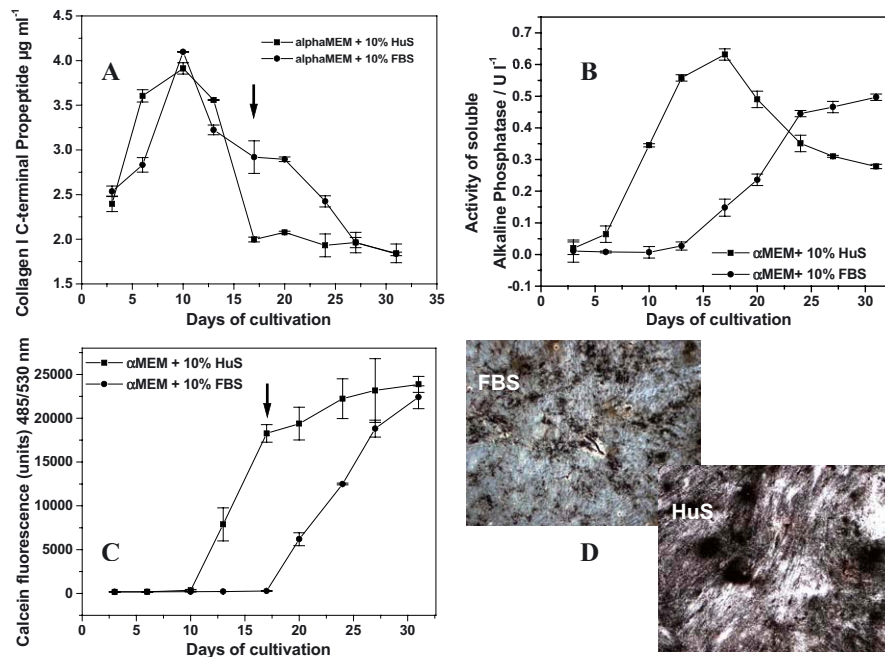 A
alphaMEM + 10% HuS
alphaMEM + 10% FBS
Collagen I C-terminal Propeptide µg ml⁻¹
4.5
4.0
3.5
3.0
2.5
2.0
1.5
0 5 10 15 20 25 30 35
Days of cultivation
B
Activity of soluble
Alkaline Phosphatase / U l⁻¹
0.7
0.6
0.5
0.4
0.3
0.2
0.1
0.0
-0.1
αMEM+ 10% HuS
αMEM+ 10% FBS
0 5 10 15 20 25 30
Days of cultivation
αMEM + 10% HuS
αMEM + 10% FBS
Calcein fluorescence (units) 485/530 nm
25000
20000
15000
10000
5000
0
C
0 5 10 15 20 25 30
Days of cultivation
FBS
HuS
D